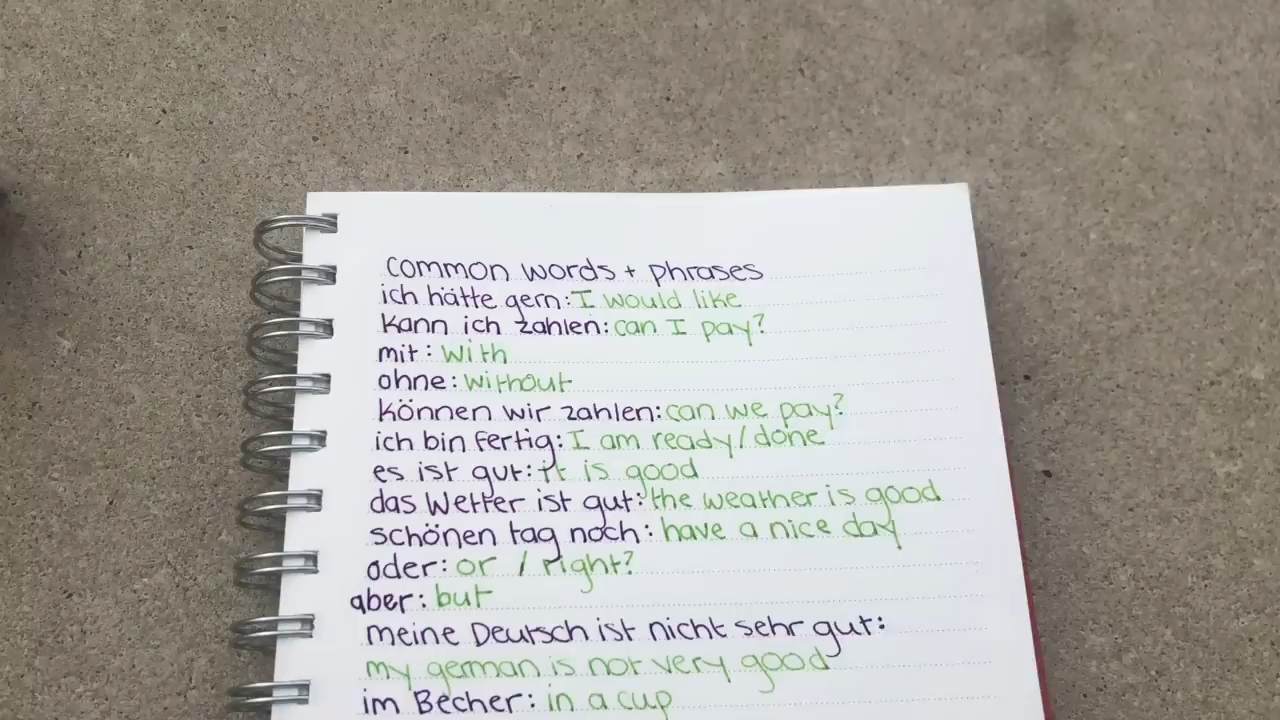 common words + phrases
ich hätte gern: I would like
kann ich zahlen: can I pay?
mit: with
ohne: without
können wir zahlen: can we pay?
ich bin fertig: I am ready/done
es ist gut: it is good
das Wetter ist gut: the weather is good
schönen tag noch: have a nice day
oder: or / right?
aber: but
meine Deutsch ist nicht sehr gut:
my german is not very good
im Becher: in a cup